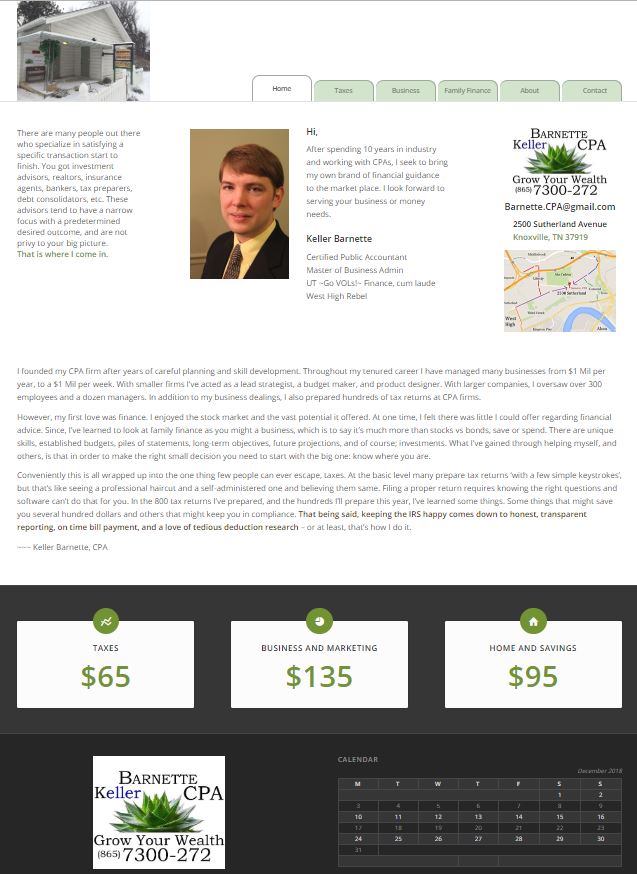 Home
Taxes
Business
Family Finance
About
Contact
There are many people out there
who specialize in satisfying a
specific transaction start to
finish. You got investment
advisors, realtors, insurance
agents, bankers, tax preparers,
debt consolidators, etc. These
advisors tend to have a narrow
focus with a predetermined
desired outcome, and are not
privy to your big picture.
That is where I come in.
Hi,
After spending 10 years in industry
and working with CPAs, I seek to bring
my own brand of financial guidance
to the market place. I look forward to
serving your business or money
needs.
Keller Barnette
Certified Public Accountant
Master of Business Admin
UT ~Go VOLs!~ Finance, cum laude
West High Rebel
BARNETTE
Keller CPA
Grow Your Wealth
(865) 7300-272
Barnette.CPA@gmail.com
2500 Sutherland Avenue
Knoxville, TN 37919
2500 Sutherland
West
High
I founded my CPA firm after years of careful planning and skill development. Throughout my tenured career I have managed many businesses from $1 Mil per
year, to a $1 Mil per week. With smaller firms I've acted as a lead strategist, a budget maker, and product designer. With larger companies, I oversaw over 300
employees and a dozen managers. In addition to my business dealings, I also prepared hundreds of tax returns at CPA firms.
However, my first love was finance. I enjoyed the stock market and the vast potential it offered. At one time, I felt there was little I could offer regarding financial
advice. Since, I've learned to look at family finance as you might a business, which is to say it's much more than stocks vs bonds, save or spend. There are unique
skills, established budgets, piles of statements, long-term objectives, future projections, and of course; investments. What I've gained through helping myself, and
others, is that in order to make the right small decision you need to start with the big one: know where you are.
Conveniently this is all wrapped up into the one thing few people can ever escape, taxes. At the basic level many prepare tax returns 'with a few simple keystrokes',
but that's like seeing a professional haircut and a self-administered one and believing them same. Filing a proper return requires knowing the right questions and
software can't do that for you. In the 800 tax returns I've prepared, and the hundreds I'll prepare this year, I've learned some things. Some things that might save
you several hundred dollars and others that might keep you in compliance. That being said, keeping the IRS happy comes down to honest, transparent
reporting, on time bill payment, and a love of tedious deduction research – or at least, that's how I do it.
~~~ Keller Barnette, CPA
TAXES
$65
BUSINESS AND MARKETING
$135
HOME AND SAVINGS
$95
BARNETTE
Keller CPA
Grow Your Wealth
(865) 7300-272
CALENDAR
December 2018
M T W T F S S
1 2
3 4 5 6 7 8 9
10 11 12 13 14 15 16
17 18 19 20 21 22 23
24 25 26 27 28 29 30
31